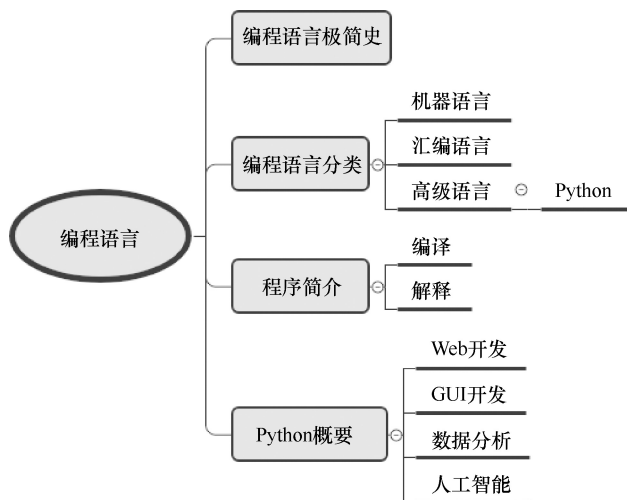 编程语言极简史
机器语言
汇编语言
编程语言分类
高级语言
Python
编程语言
编译
程序简介
解释
Web开发
GUI开发
Python概要
数据分析
人工智能